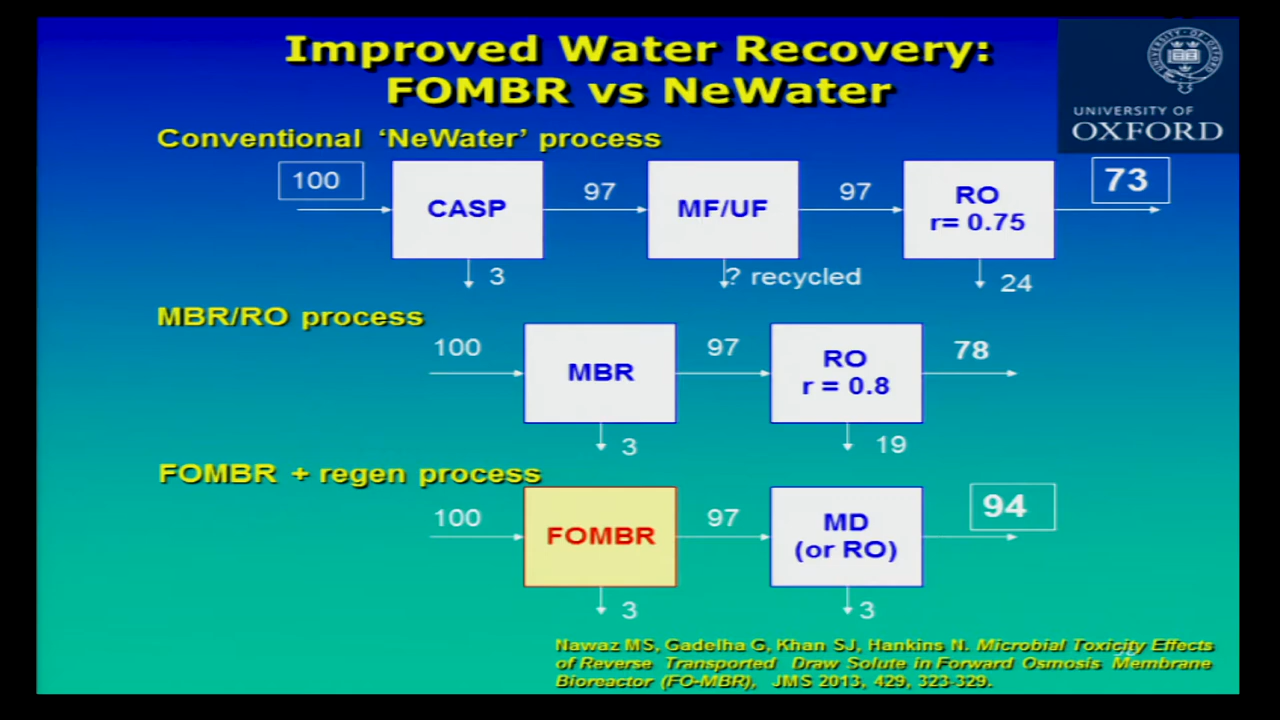 Improved Water Recovery:
FOMBR vs NeWater
UNIVERSITY OF
OXFORD
Conventional ‘NeWater’ process
100
CASP
97
MF/UF
97
RO
r= 0.75
73
3
? recycled
24
MBR/RO process
100
MBR
97
RO
r = 0.8
78
3
19
FOMBR + regen process
100
FOMBR
97
MD
(or RO)
94
3
3
Nawaz MS, Gadelha G, Khan SJ, Hankins N. Microbial Toxicity Effects
of Reverse Transported Draw Solute in Forward Osmosis Membrane
Bioreactor (FO-MBR), JMS 2013, 429, 323-329.